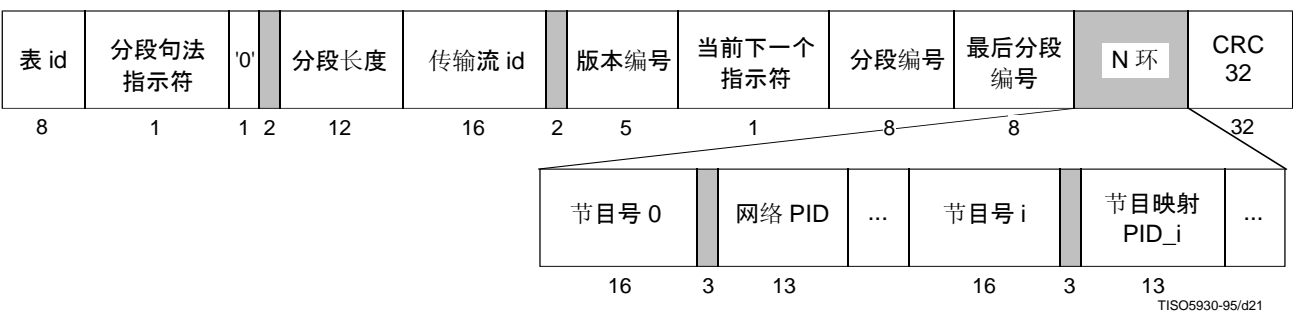 表 id
分段句法
指示符
'0'
分段长度
传输流 id
版本编号
当前下一个
指示符
分段编号
最后分段
编号
N 环
CRC
32
8
1
1
2
12
16
2
5
1
8
8
32
节目号 0
网络 PID
...
节目号 i
节目映射
PID_i
...
16
3
13
16
3
13
TISO5930-95/d21